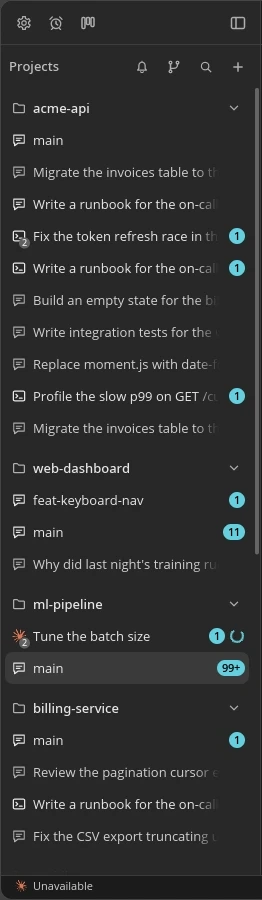 Projects
acme-api
main
Migrate the invoices table to th
Write a runbook for the on-call
2
Fix the token refresh race in th
1
Write a runbook for the on-call
1
Build an empty state for the
Write integration tests for the
Replace moment.js with date-f
Profile the slow p99 on GET
1
Migrate the invoices table to th
web-dashboard
feat-keyboard-nav
1
main
11
Why did last night's training ru
ml-pipeline
2
Tune the batch size
1
main
99+
billing-service
main
1
Review the pagination cursor
Write a runbook for the on-call
Fix the CSV export truncating
Unavailable